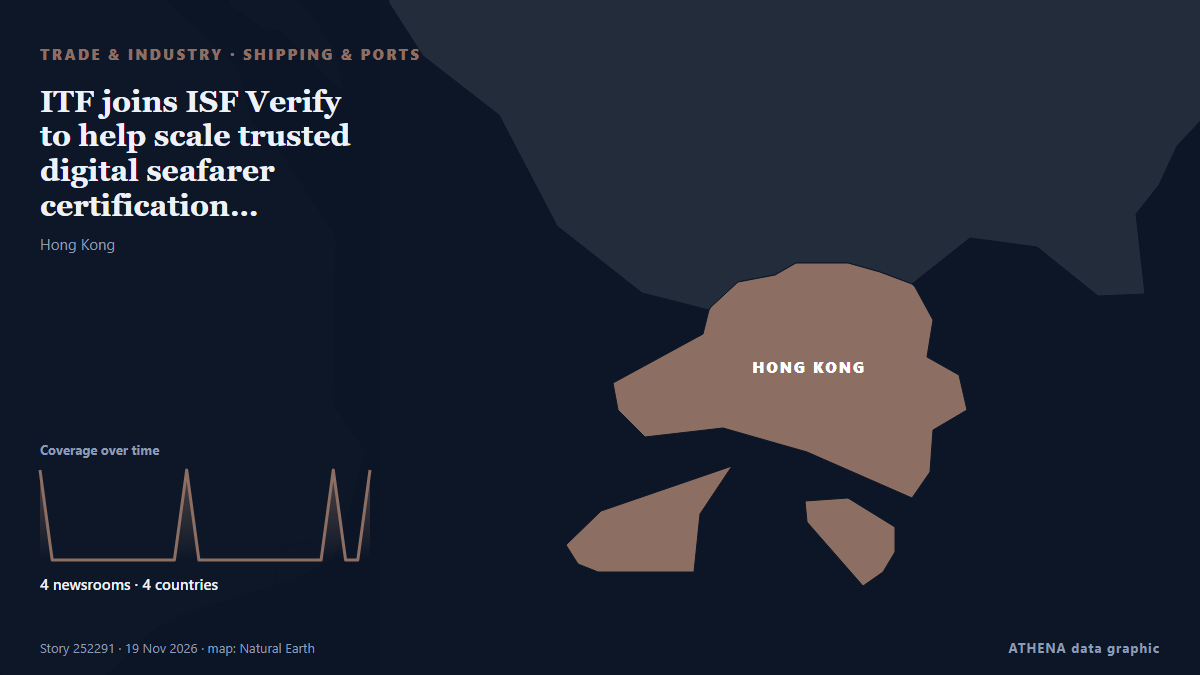 TRADE & INDUSTRY · SHIPPING & PORTS
ITF joins ISF Verify
to help scale trusted
digital seafarer
certification...
Hong Kong
HONG KONG
Coverage over time
4 newsrooms · 4 countries
Story 252291 · 19 Nov 2026 · map: Natural Earth
ATHENA data graphic